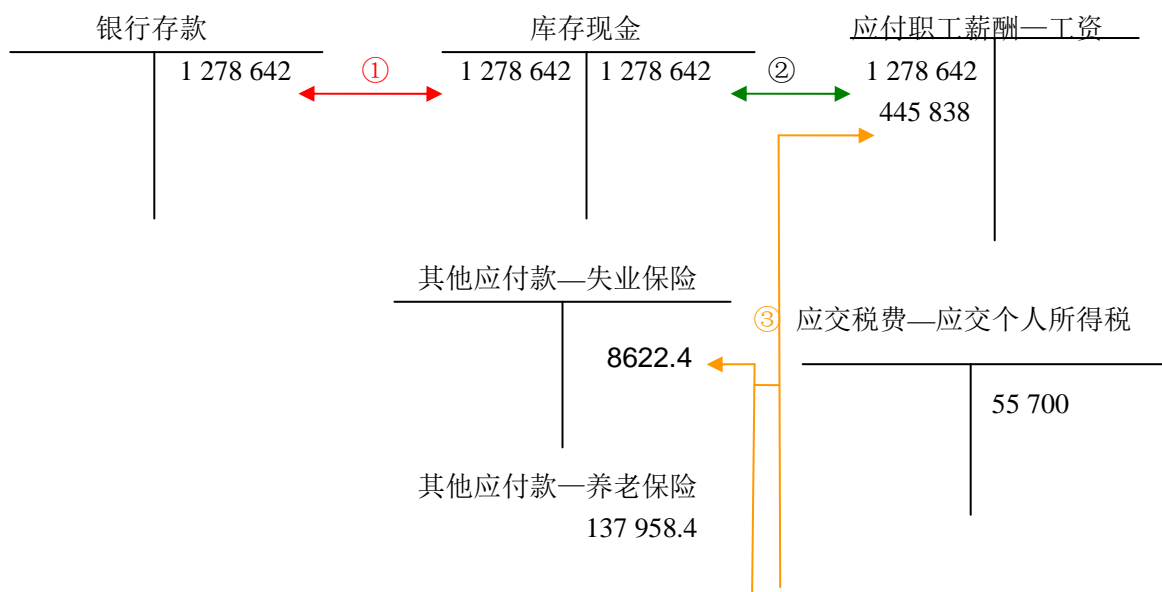 银行存款
库存现金
应付职工薪酬—工资
1 278 642
①
1 278 642
1 278 642
②
1 278 642
445 838
其他应付款—失业保险
8622.4
③
应交税费—应交个人所得税
55 700
其他应付款—养老保险
137 958.4